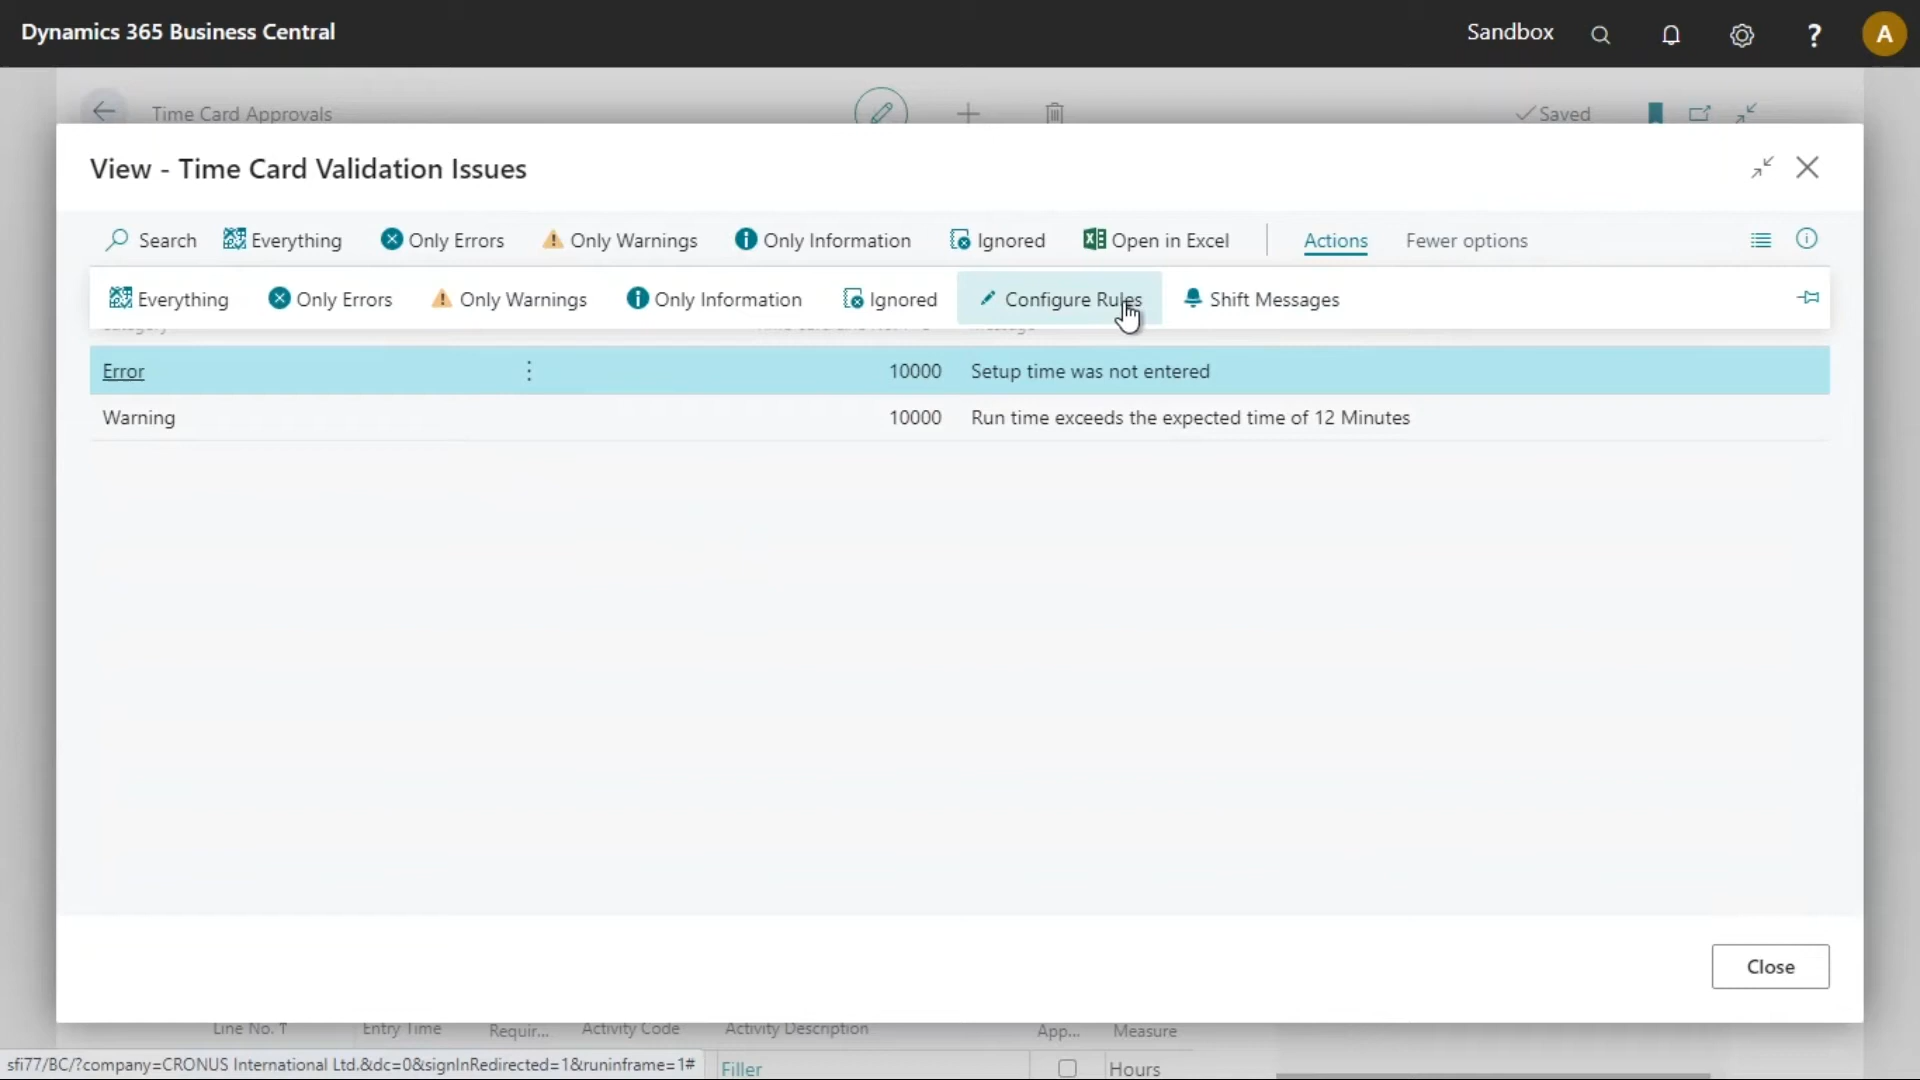 Dynamics 365 Business Central
Sandbox
?
A
Time Card Approvals
Saved
View - Time Card Validation Issues
Search Everything Only Errors Only Warnings Only Information Ignored Open in Excel Actions Fewer options
Everything Only Errors Only Warnings Only Information Ignored Configure Rules Shift Messages
Error 10000 Setup time was not entered
Warning 10000 Run time exceeds the expected time of 12 Minutes
Close
Line No. ↑ Entry Time Requir... Activity Code Activity Description App... Measure
sfi77/BC/?company=CRONUS International Ltd.&dc=0&signInRedirected=1&runinframe=1# Filler Hours